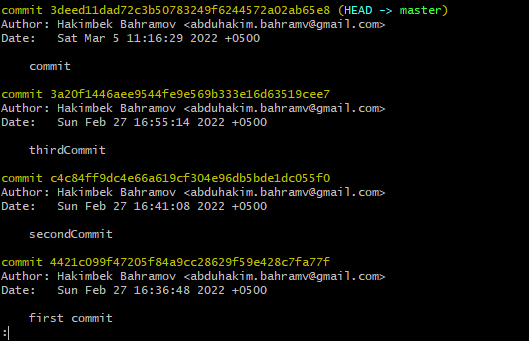 commit 3deed11dad72c3b50783249f6244572a02ab65e8 (HEAD -> master)
Author: Hakimbek Bahramov <abduhakim.bahramv@gmail.com>
Date:   Sat Mar 5 11:16:29 2022 +0500

    commit

commit 3a20f1446aee9544fe9e569b333e16d63519cee7
Author: Hakimbek Bahramov <abduhakim.bahramv@gmail.com>
Date:   Sun Feb 27 16:55:14 2022 +0500

    thirdCommit

commit c4c84ff9dc4e66a619cf304e96db5bde1dc055f0
Author: Hakimbek Bahramov <abduhakim.bahramv@gmail.com>
Date:   Sun Feb 27 16:41:08 2022 +0500

    secondCommit

commit 4421c099f47205f84a9cc28629f59e428c7fa77f
Author: Hakimbek Bahramov <abduhakim.bahramv@gmail.com>
Date:   Sun Feb 27 16:36:48 2022 +0500

    first commit
: